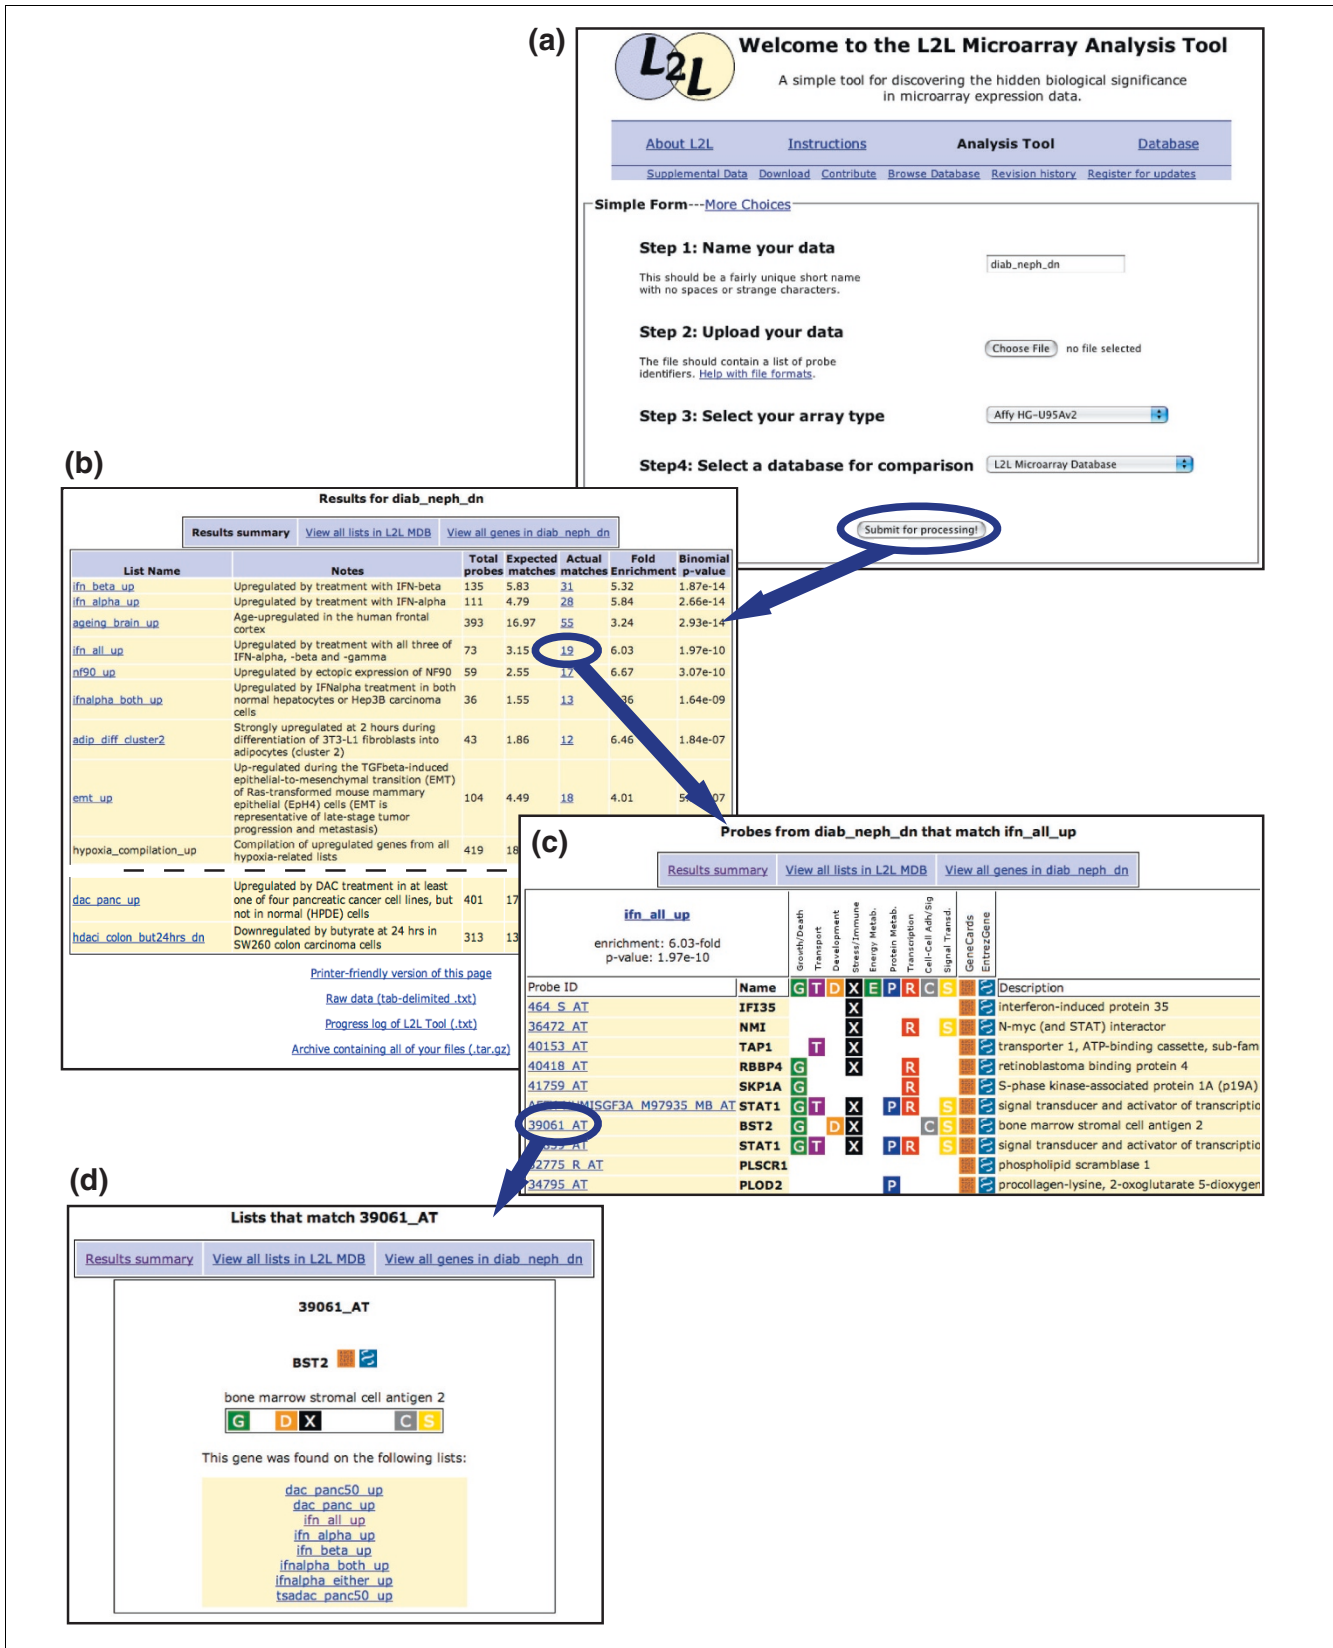 (a)
L2L
Welcome to the L2L Microarray Analysis Tool
A simple tool for discovering the hidden biological significance
in microarray expression data.
About L2L Instructions Analysis Tool Database
Supplemental Data Download Contribute Browse Database Revision history Register for updates
Simple Form---More Choices
Step 1: Name your data
diab_neph_dn
This should be a fairly unique short name
with no spaces or strange characters.
Step 2: Upload your data
Choose File no file selected
The file should contain a list of probe
identifiers. Help with file formats.
Step 3: Select your array type
Affy HG-U95Av2
Step4: Select a database for comparison
L2L Microarray Database
Submit for processing!
(b)
Results for diab_neph_dn
Results summary View all lists in L2L MDB View all genes in diab_neph_dn
List Name Notes Total probes Expected matches Actual matches Fold Enrichment Binomial p-value
ifn_beta_up Upregulated by treatment with IFN-beta 135 5.83 31 5.32 1.87e-14
ifn_alpha_up Upregulated by treatment with IFN-alpha 111 4.79 28 5.84 2.66e-14
ageing_brain_up Age-upregulated in the human frontal
cortex 393 16.97 55 3.24 2.93e-14
ifn_all_up Upregulated by treatment with all three of
IFN-alpha, -beta and -gamma 73 3.15 19 6.03 1.97e-10
nf90_up Upregulated by ectopic expression of NF90 59 2.55 17 6.67 3.07e-10
ifnalpha_both_up Upregulated by IFNalpha treatment in both
normal hepatocytes or Hep3B carcinoma
cells 36 1.55 13 1.64e-09
adip_diff_cluster2 Strongly upregulated at 2 hours during
differentiation of 3T3-L1 fibroblasts into
adipocytes (cluster 2) 43 1.86 12 6.46 1.84e-07
emt_up Up-regulated during the TGFbeta-induced
epithelial-to-mesenchymal transition (EMT)
of Ras-transformed mouse mammary
epithelial (EpH4) cells (EMT is
representative of late-stage tumor
progression and metastasis) 104 4.49 18 4.01
hypoxia_compilation_up Compilation of upregulated genes from all
hypoxia-related lists 419 18
dac_panc_up Upregulated by DAC treatment in at least
one of four pancreatic cancer cell lines, but
not in normal (HPDE) cells 401 17
hdaci_colon_but24hrs_dn Downregulated by butyrate at 24 hrs in
SW260 colon carcinoma cells 313 13
Printer-friendly version of this page
Raw data (tab-delimited .txt)
Progress log of L2L Tool (.txt)
Archive containing all of your files (.tar.gz)
(c)
Probes from diab_neph_dn that match ifn_all_up
Results summary View all lists in L2L MDB View all genes in diab_neph_dn
ifn_all_up
enrichment: 6.03-fold
p-value: 1.97e-10
Growth/Death
Transport
Development
Stress/Immune
Energy Metab.
Protein Metab.
Transcription
Cell-Cell Adh/Sig
Signal Transd.
GeneCards
EntrezGene
Probe ID Name G T D X E P R C S Description
464_S_AT IFI35 X interferon-induced protein 35
36472_AT NMI X R S N-myc (and STAT) interactor
40153_AT TAP1 T X transporter 1, ATP-binding cassette, sub-fam
40418_AT RBBP4 G X R retinoblastoma binding protein 4
41759_AT SKP1A G R S-phase kinase-associated protein 1A (p19A)
M97935_MB_AT STAT1 G T X P R S signal transducer and activator of transcriptio
39061_AT BST2 G D X C S bone marrow stromal cell antigen 2
STAT1 G T X P R S signal transducer and activator of transcriptio
32775_R_AT PLSCR1 phospholipid scramblase 1
34795_AT PLOD2 P procollagen-lysine, 2-oxoglutarate 5-dioxygen
(d)
Lists that match 39061_AT
Results summary View all lists in L2L MDB View all genes in diab_neph_dn
39061_AT
BST2
bone marrow stromal cell antigen 2
G D X C S
This gene was found on the following lists:
dac_panc50_up
dac_panc_up
ifn_all_up
ifn_alpha_up
ifn_beta_up
ifnalpha_both_up
ifnalpha_either_up
tsadac_panc50_up